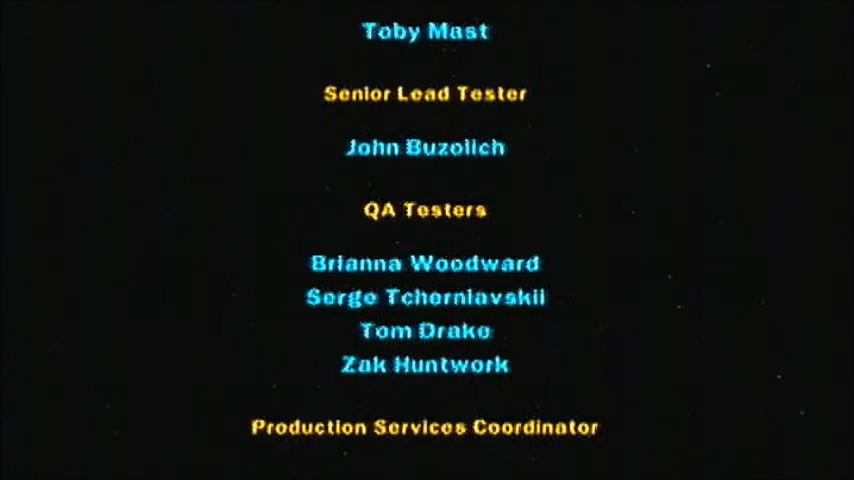 Toby Mast
Senior Lead Tester
John Buzolich
QA Testers
Brianna Woodward
Serge Tcherniavskii
Tom Drake
Zak Huntwork
Production Services Coordinator